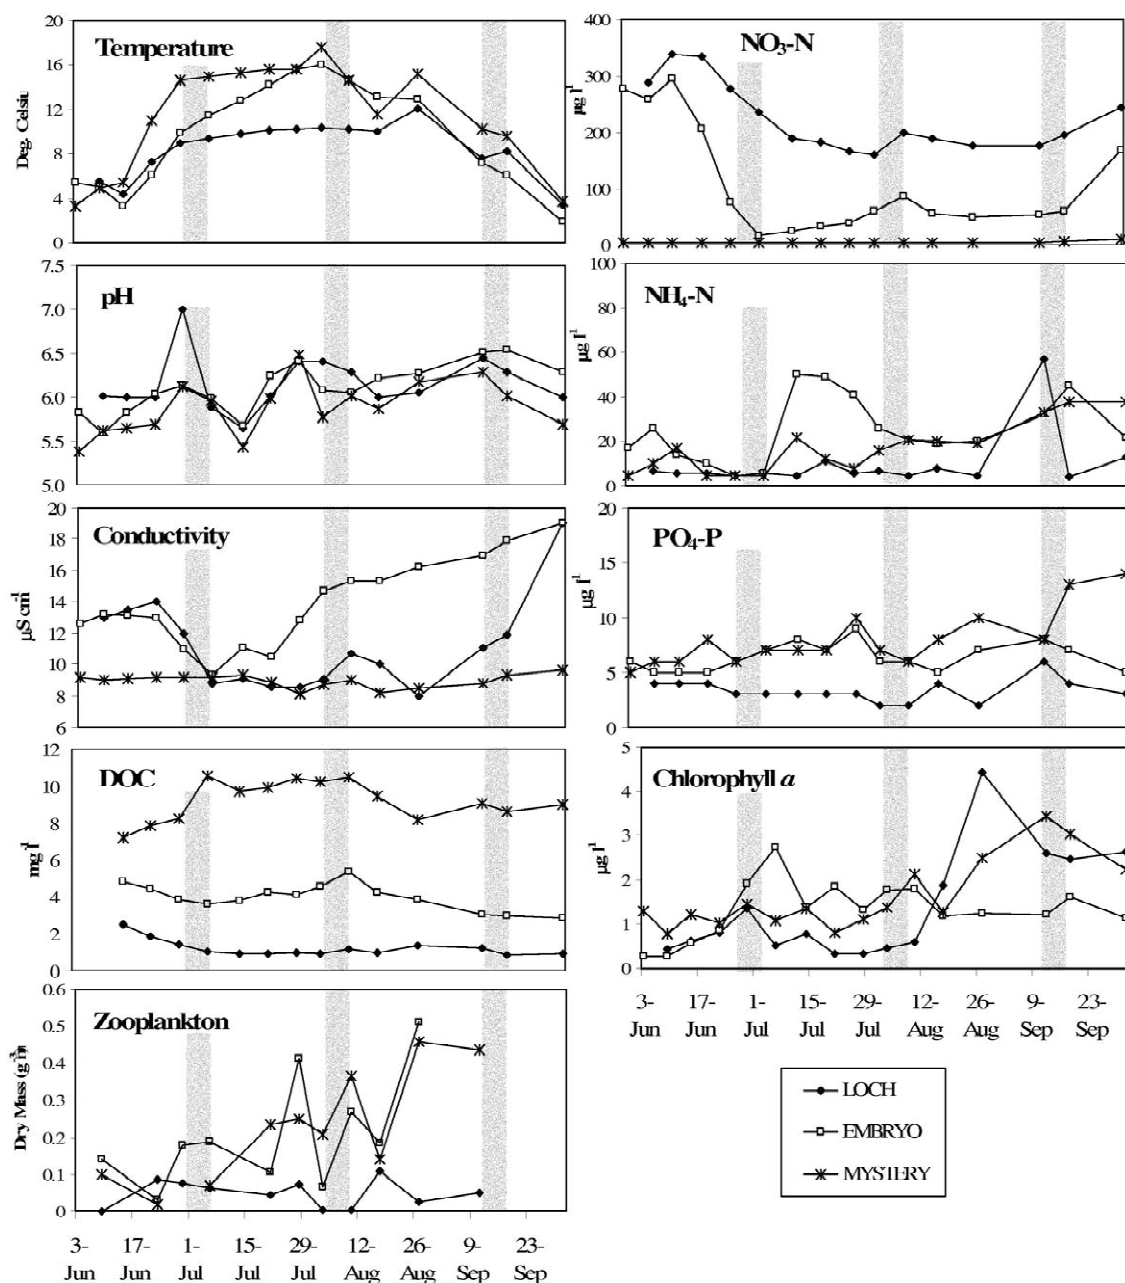 Temperature
Deg. Celsiu
20
16
12
8
4
0
NO3-N
µg l-1
400
300
200
100
0
pH
7.5
7.0
6.5
6.0
5.5
5.0
NH4-N
µg l-1
100
80
60
40
20
0
Conductivity
µS cm-1
20
18
16
14
12
10
8
6
PO4-P
µg l-1
20
15
10
5
0
DOC
mg l-1
12
10
8
6
4
2
0
Chlorophyll a
µg l-1
5
4
3
2
1
0
3- 17- 1- 15- 29- 12- 26- 9- 23-
Jun Jun Jul Jul Jul Aug Aug Sep Sep
Zooplankton
Dry Mass
0.6
0.5
0.4
0.3
0.2
0.1
0
3- 17- 1- 15- 29- 12- 26- 9- 23-
Jun Jun Jul Jul Jul Aug Aug Sep Sep
LOCH
EMBRYO
MYSTERY